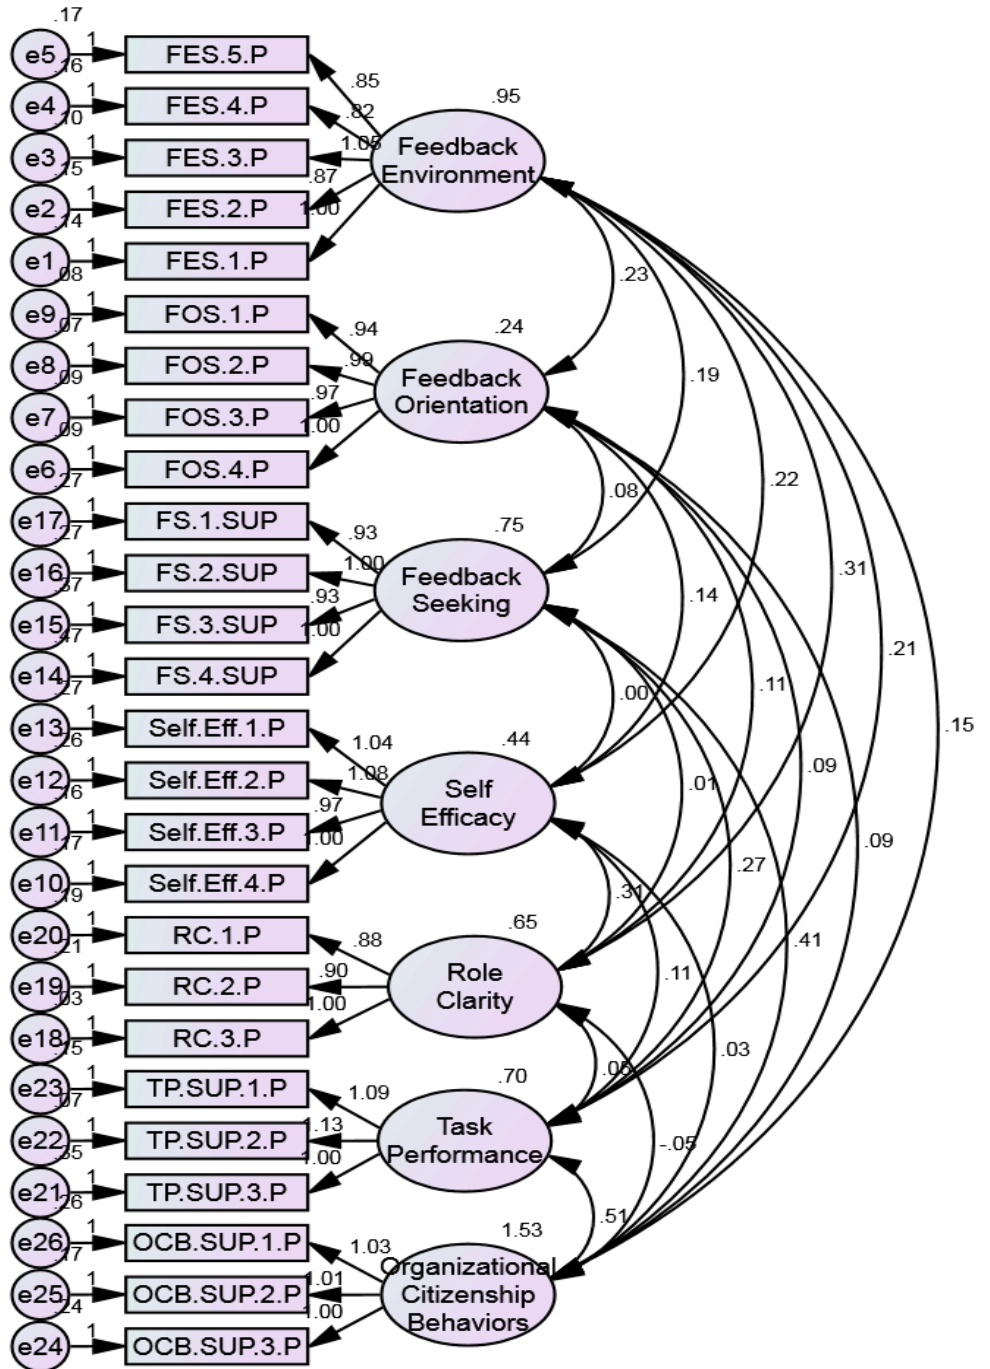 .17
e5 1 FES.5.P
.85
.16
e4 1 FES.4.P
.82
.95
.10
e3 1 FES.3.P
1.05
Feedback
Environment
.15
e2 1 FES.2.P
.87
.14
e1 1 FES.1.P
1.00
.08
e9 1 FOS.1.P
.94
.23
.07
e8 1 FOS.2.P
.99
.24
.09
e7 1 FOS.3.P
.97
Feedback
Orientation
.19
.09
e6 1 FOS.4.P
1.00
.27
e17 1 FS.1.SUP
.93
.08
.22
.27
e16 1 FS.2.SUP
1.00
.75
e15 1 FS.3.SUP
.93
Feedback
Seeking
.14
.31
.47
e14 1 FS.4.SUP
1.00
.21
.27
e13 1 Self.Eff.1.P
1.04
.00
.11
.15
.26
e12 1 Self.Eff.2.P
1.08
.44
.01
.09
.16
e11 1 Self.Eff.3.P
.97
Self
Efficacy
.17
e10 1 Self.Eff.4.P
1.00
.27
.09
.19
e20 1 RC.1.P
.88
.31
.65
.41
.21
e19 1 RC.2.P
.90
Role
Clarity
.11
.03
e18 1 RC.3.P
1.00
.03
.15
e23 1 TP.SUP.1.P
1.09
.05
.70
.07
e22 1 TP.SUP.2.P
1.13
Task
Performance
-.05
.35
e21 1 TP.SUP.3.P
1.00
.51
.26
e26 1 OCB.SUP.1.P
1.03
1.53
.17
e25 1 OCB.SUP.2.P
1.01
Organizational
Citizenship
Behaviors
.24
e24 1 OCB.SUP.3.P
1.00